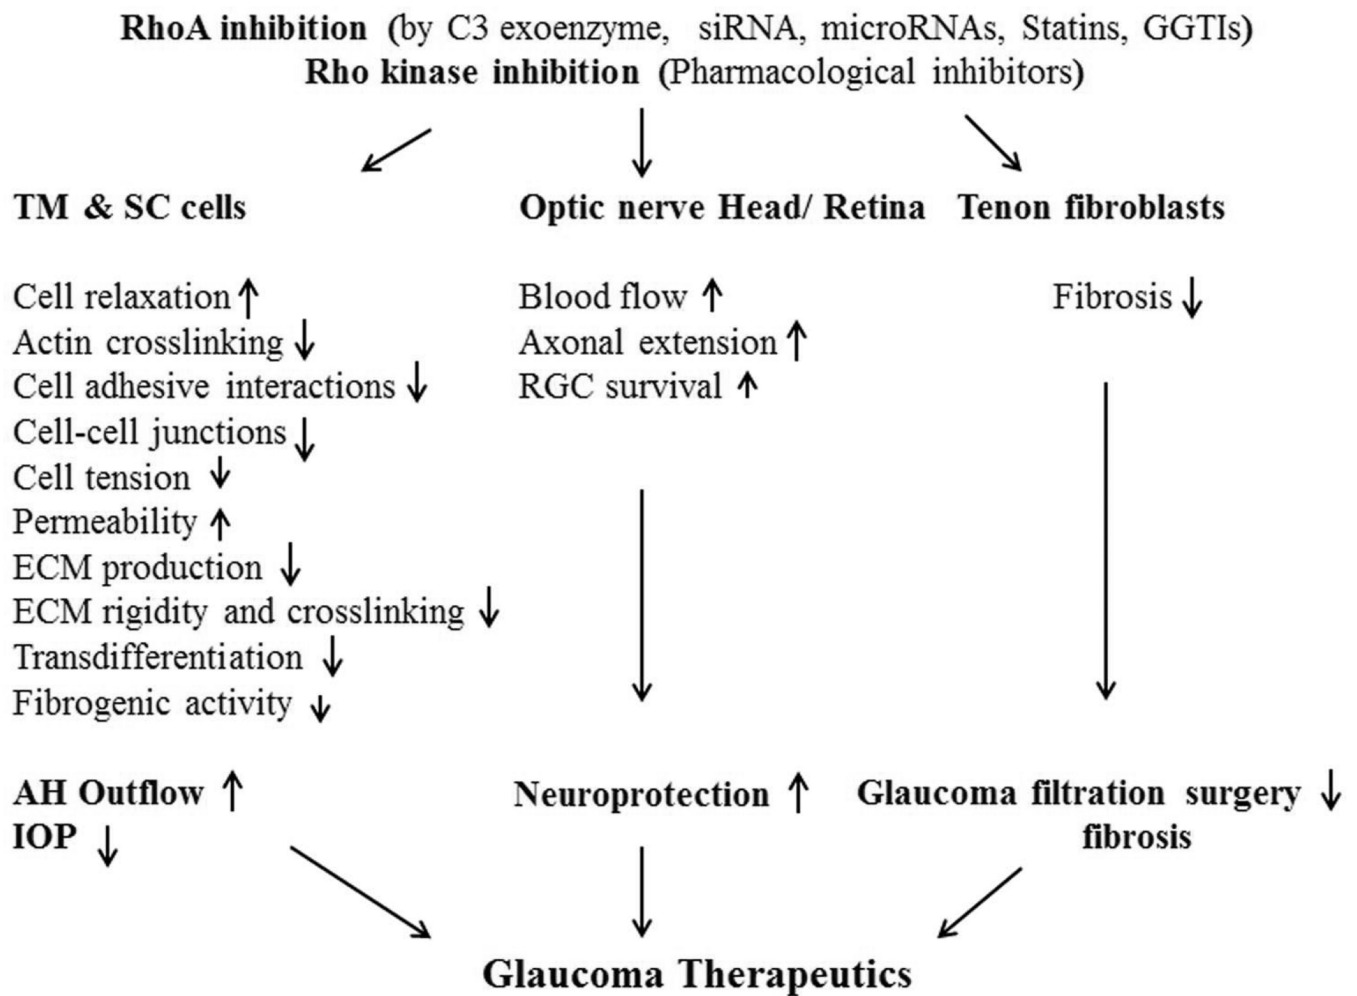 RhoA inhibition (by C3 exoenzyme, siRNA, microRNAs, Statins, GGTIs)
Rho kinase inhibition (Pharmacological inhibitors)
TM & SC cells
Cell relaxation ↑
Actin crosslinking ↓
Cell adhesive interactions ↓
Cell-cell junctions ↓
Cell tension ↓
Permeability ↑
ECM production ↓
ECM rigidity and crosslinking ↓
Transdifferentiation ↓
Fibrogenic activity ↓
AH Outflow ↑
IOP ↓
Optic nerve Head/ Retina
Blood flow ↑
Axonal extension ↑
RGC survival ↑
Neuroprotection ↑
Tenon fibroblasts
Fibrosis ↓
Glaucoma filtration surgery ↓
fibrosis
Glaucoma Therapeutics